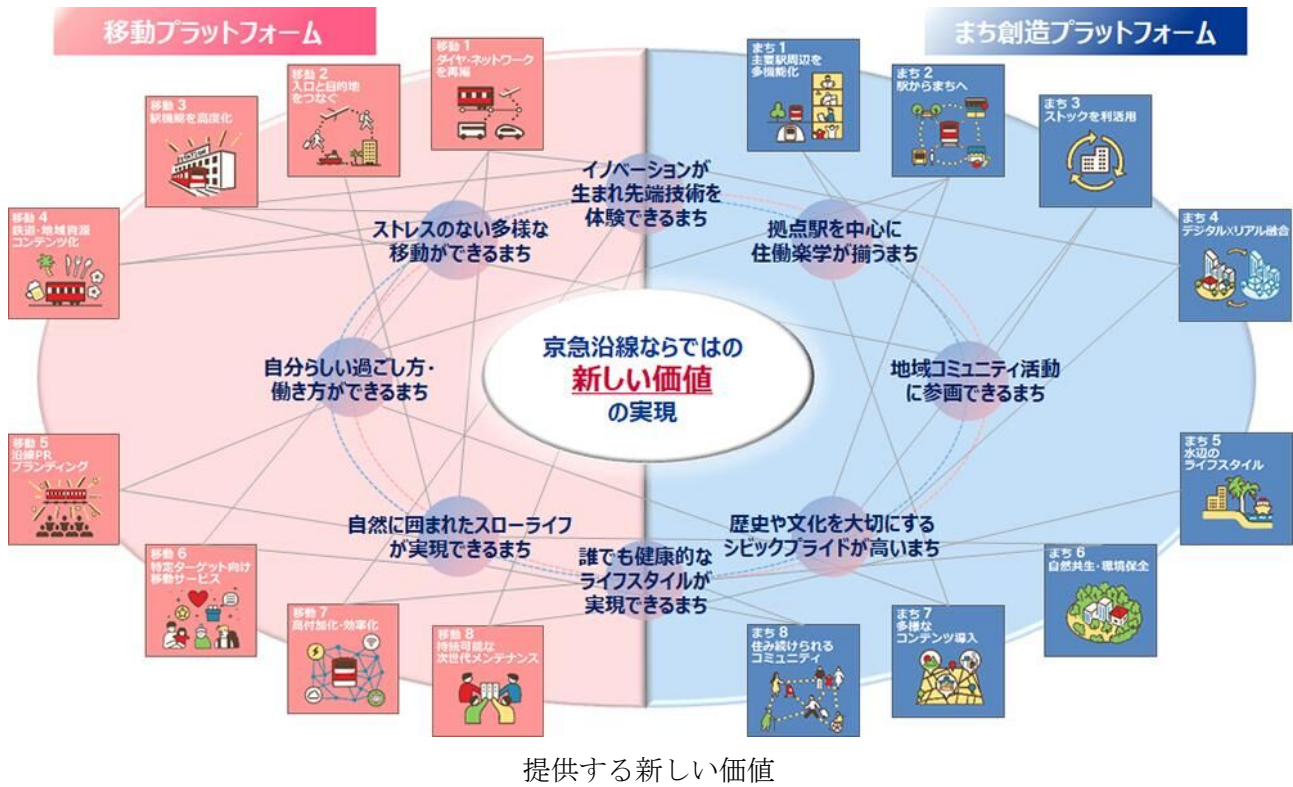 移動プラットフォーム
まち創造プラットフォーム
移動 1
ダイヤ・ネットワーク
を再編
移動 2
入口と目的地
をつなぐ
移動 3
駅機能を高度化
移動 4
鉄道・地域資源
コンテンツ化
移動 5
沿線PR
ブランディング
移動 6
特定ターゲット向け
移動サービス
移動 7
高付加化・効率化
移動 8
持続可能な
次世代メンテナンス
まち 1
主要駅周辺を
多機能化
まち 2
駅からまちへ
まち 3
ストックを利活用
まち 4
デジタル×リアル融合
まち 5
水辺の
ライフスタイル
まち 6
自然共生・環境保全
まち 7
多様な
コンテンツ導入
まち 8
住み続けられる
コミュニティ
イノベーションが
生まれ先端技術を
体験できるまち
ストレスのない多様な
移動ができるまち
拠点駅を中心に
住働楽学が揃うまち
自分らしい過ごし方・
働き方ができるまち
京急沿線ならではの
新しい価値
の実現
地域コミュニティ活動
に参画できるまち
自然に囲まれたスローライフ
が実現できるまち
誰でも健康的な
ライフスタイルが
実現できるまち
歴史や文化を大切にする
シビックプライドが高いまち
提供する新しい価値